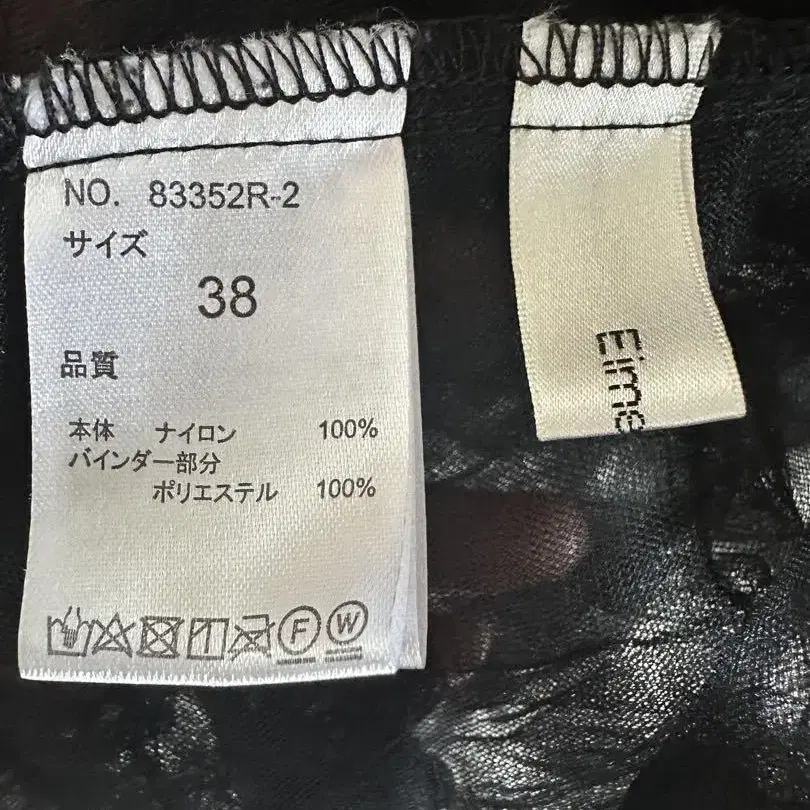 NO. 83352R-2
サイズ
38
品質
本体 ナイロン 100%
バインダー部分
ポリエステル 100%
F W
Eime